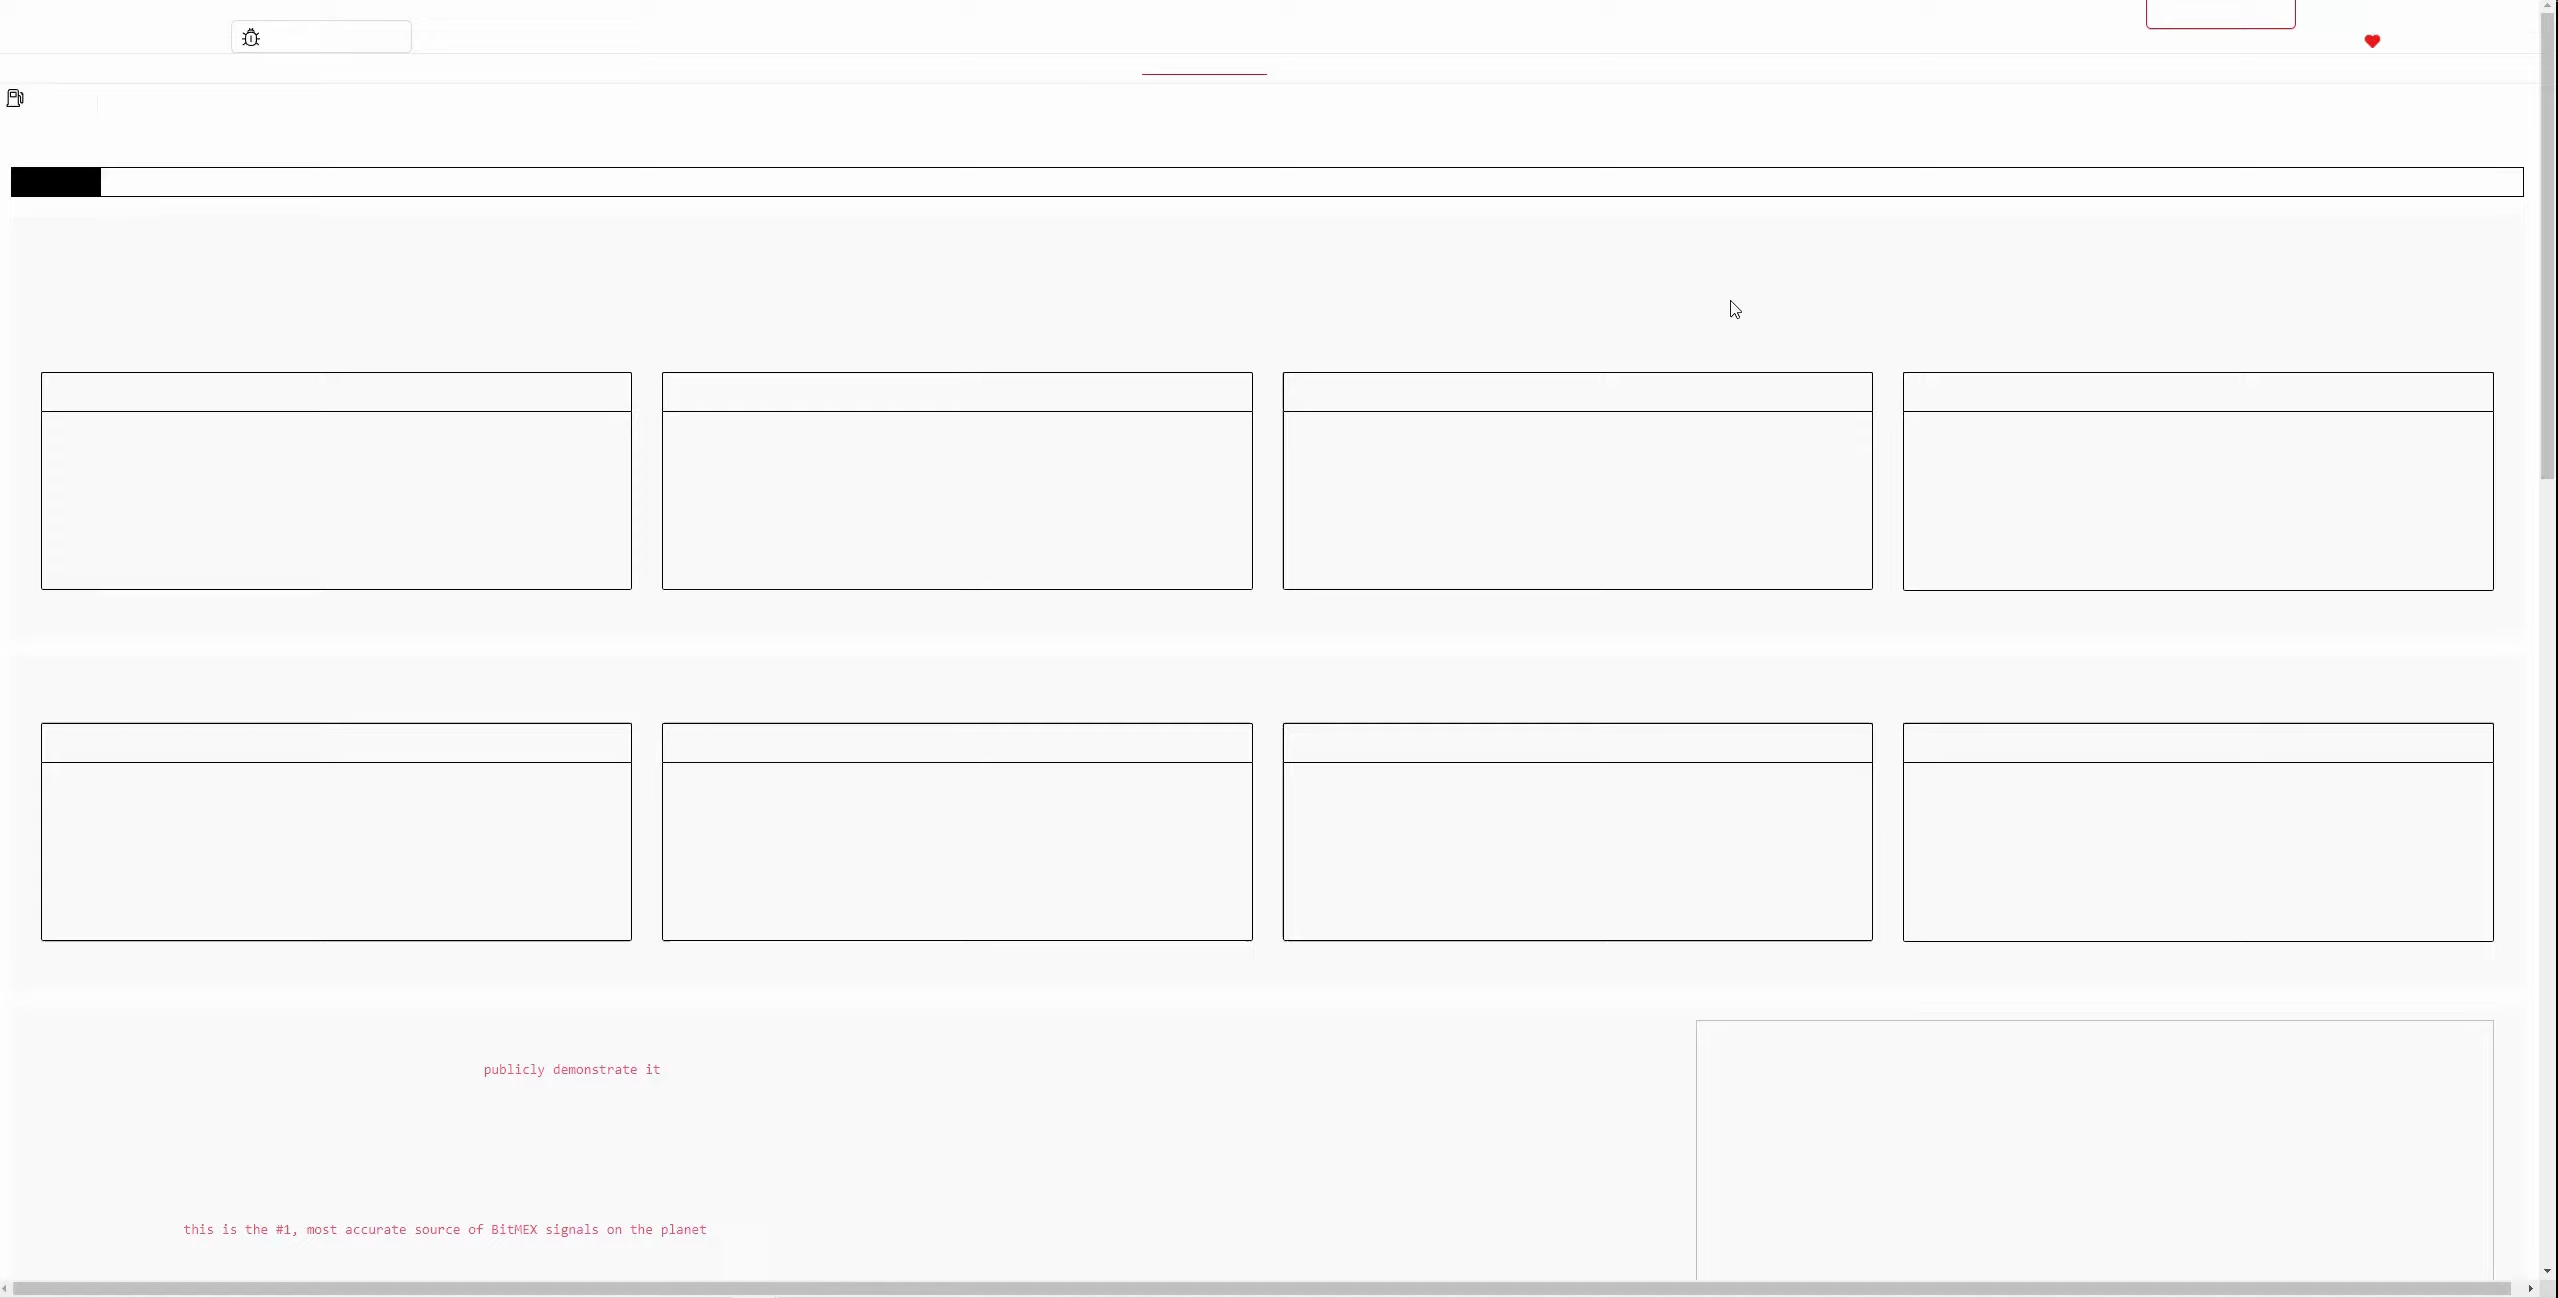 publicly demonstrate it
this is the #1, most accurate source of BitMEX signals on the planet